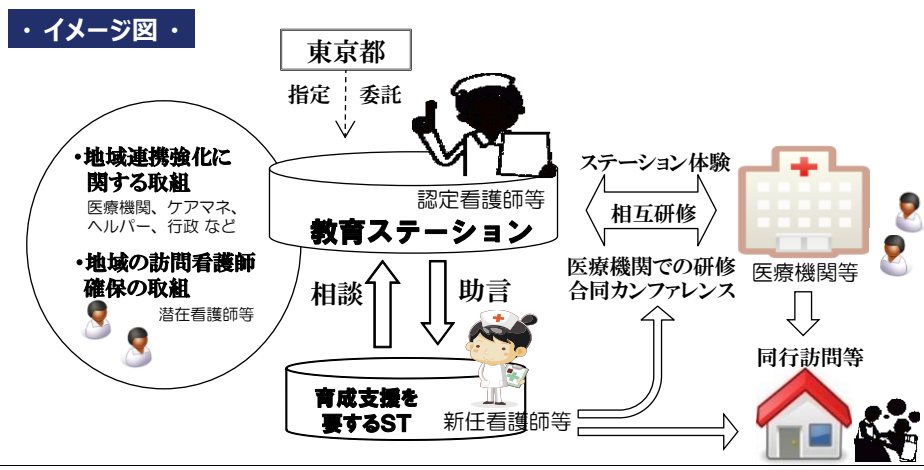 ・イメージ図・
東京都
指定 委託
・地域連携強化に
関する取組
医療機関、ケアマネ、
ヘルパー、行政 など
・地域の訪問看護師
確保の取組
潜在看護師等
認定看護師等
教育ステーション
ステーション体験
相互研修
医療機関での研修
合同カンファレンス
医療機関等
相談
助言
同行訪問等
育成支援を
要するST
新任看護師等